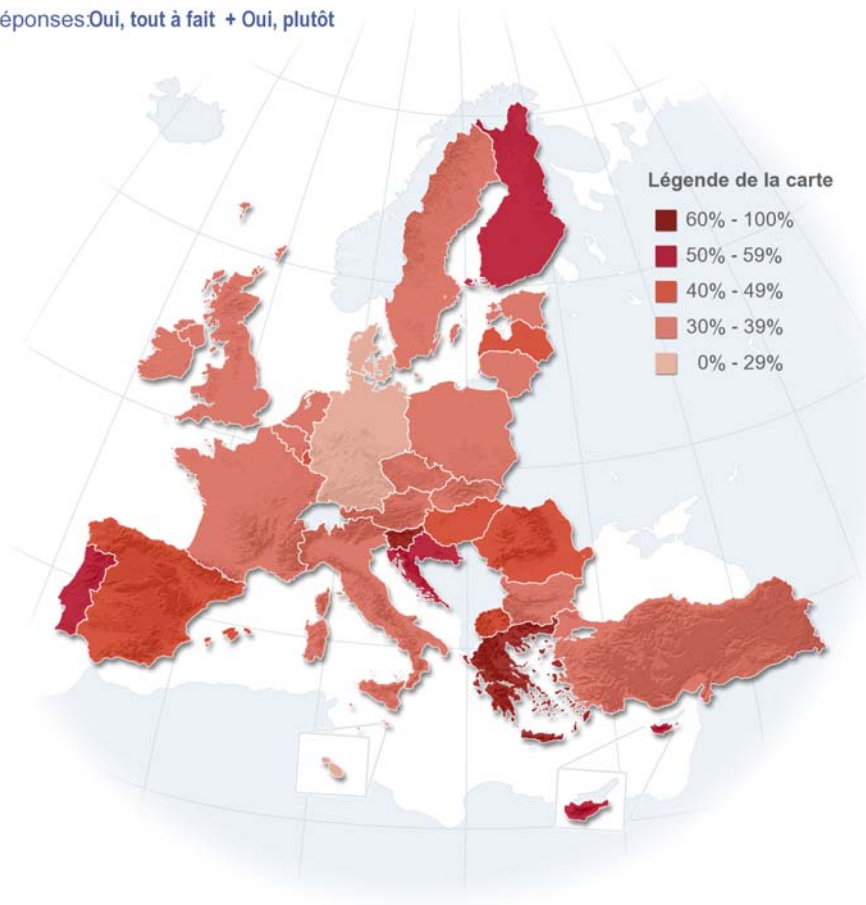 éponses:Oui, tout à fait + Oui, plutôt
Légende de la carte
60% - 100%
50% - 59%
40% - 49%
30% - 39%
0% - 29%